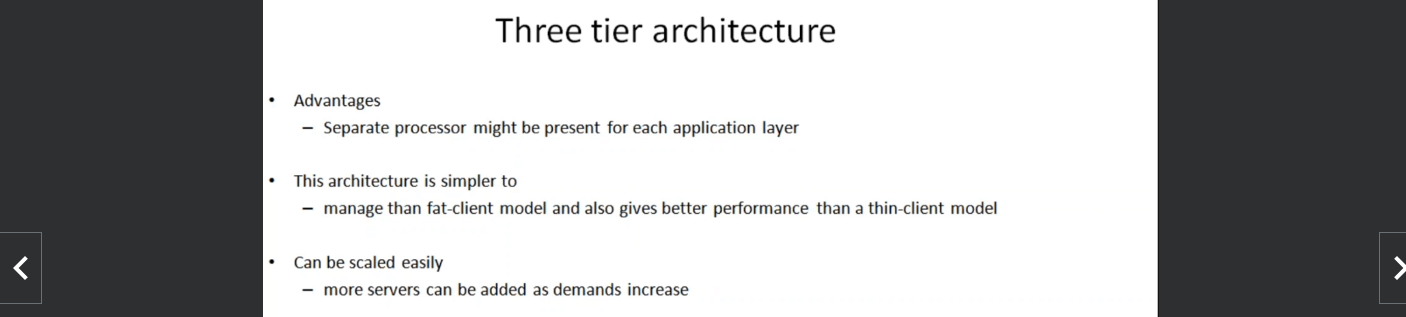 Three tier architecture
• Advantages
– Separate processor might be present for each application layer
• This architecture is simpler to
– manage than fat-client model and also gives better performance than a thin-client model
• Can be scaled easily
– more servers can be added as demands increase